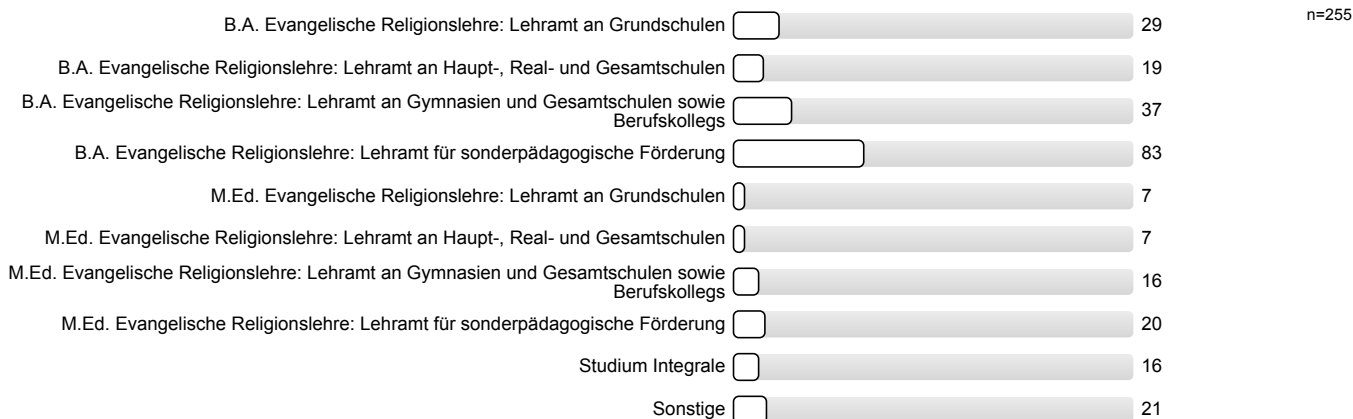 n=255
B.A. Evangelische Religionslehre: Lehramt an Grundschulen 29
B.A. Evangelische Religionslehre: Lehramt an Haupt-, Real- und Gesamtschulen 19
B.A. Evangelische Religionslehre: Lehramt an Gymnasien und Gesamtschulen sowie
Berufskollegs 37
B.A. Evangelische Religionslehre: Lehramt für sonderpädagogische Förderung 83
M.Ed. Evangelische Religionslehre: Lehramt an Grundschulen 7
M.Ed. Evangelische Religionslehre: Lehramt an Haupt-, Real- und Gesamtschulen 7
M.Ed. Evangelische Religionslehre: Lehramt an Gymnasien und Gesamtschulen sowie
Berufskollegs 16
M.Ed. Evangelische Religionslehre: Lehramt für sonderpädagogische Förderung 20
Studium Integrale 16
Sonstige 21